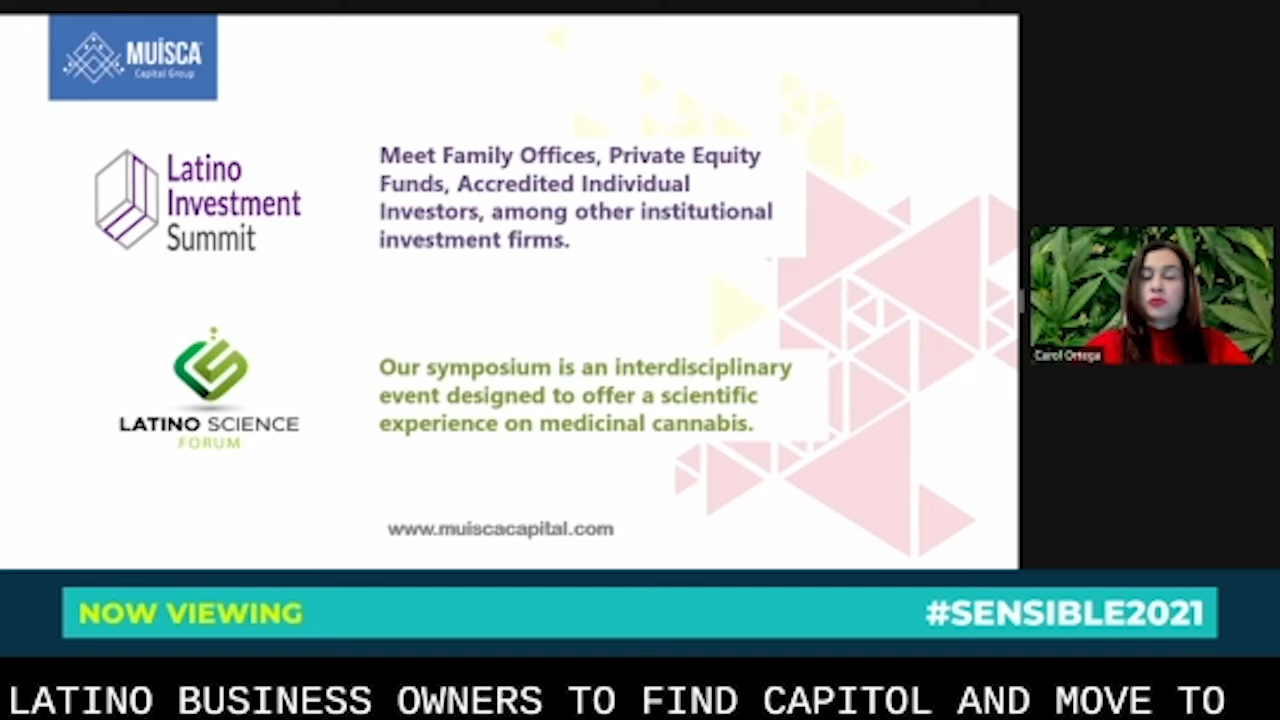 MUÏSCA
Capital Group
Latino
Investment
Summit
Meet Family Offices, Private Equity
Funds, Accredited Individual
Investors, among other institutional
investment firms.
LATINO SCIENCE
FORUM
Our symposium is an interdisciplinary
event designed to offer a scientific
experience on medicinal cannabis.
www.muiscacapital.com
Carol Ortega
NOW VIEWING
#SENSIBLE2021
LATINO BUSINESS OWNERS TO FIND CAPITOL AND MOVE TO